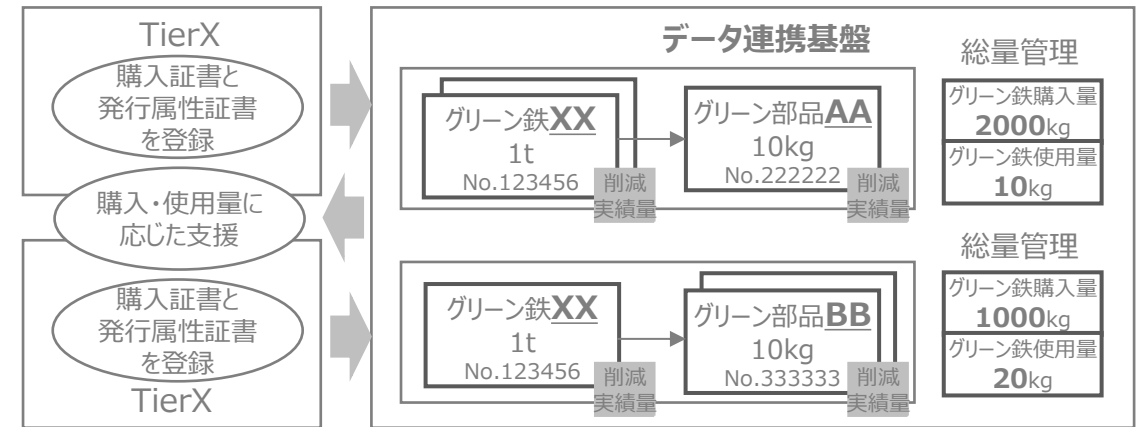 TierX
購入証書と
発行属性証書
を登録
購入・使用量に
応じた支援
購入証書と
発行属性証書
を登録
TierX
データ連携基盤
グリーン鉄XX
1t
No.123456
削減
実績量
グリーン部品AA
10kg
No.222222
削減
実績量
総量管理
グリーン鉄購入量
2000kg
グリーン鉄使用量
10kg
グリーン鉄XX
1t
No.123456
削減
実績量
グリーン部品BB
10kg
No.333333
削減
実績量
総量管理
グリーン鉄購入量
1000kg
グリーン鉄使用量
20kg